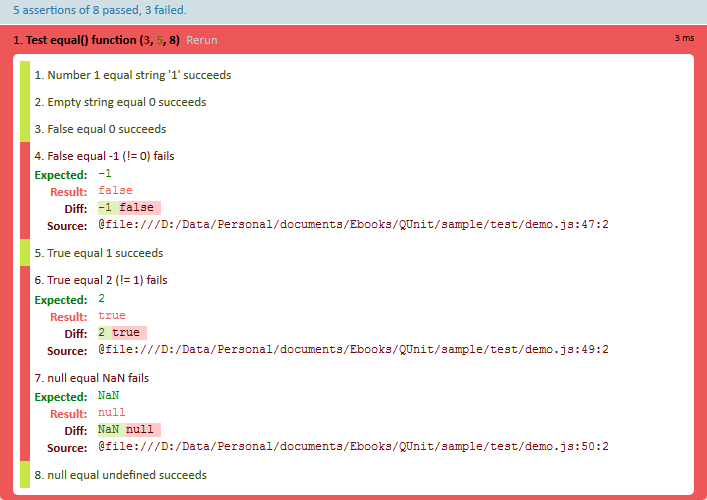 5 assertions of 8 passed, 3 failed.
1. Test equal() function (3, 5, 8) Rerun 3 ms
1. Number 1 equal string '1' succeeds
2. Empty string equal 0 succeeds
3. False equal 0 succeeds
4. False equal -1 (!= 0) fails
Expected: -1
Result: false
Diff: -1 false
Source: @file:///D:/Data/Personal/documents/Ebooks/QUnit/sample/test/demo.js:47:2
5. True equal 1 succeeds
6. True equal 2 (!= 1) fails
Expected: 2
Result: true
Diff: 2 true
Source: @file:///D:/Data/Personal/documents/Ebooks/QUnit/sample/test/demo.js:49:2
7. null equal NaN fails
Expected: NaN
Result: null
Diff: NaN null
Source: @file:///D:/Data/Personal/documents/Ebooks/QUnit/sample/test/demo.js:50:2
8. null equal undefined succeeds